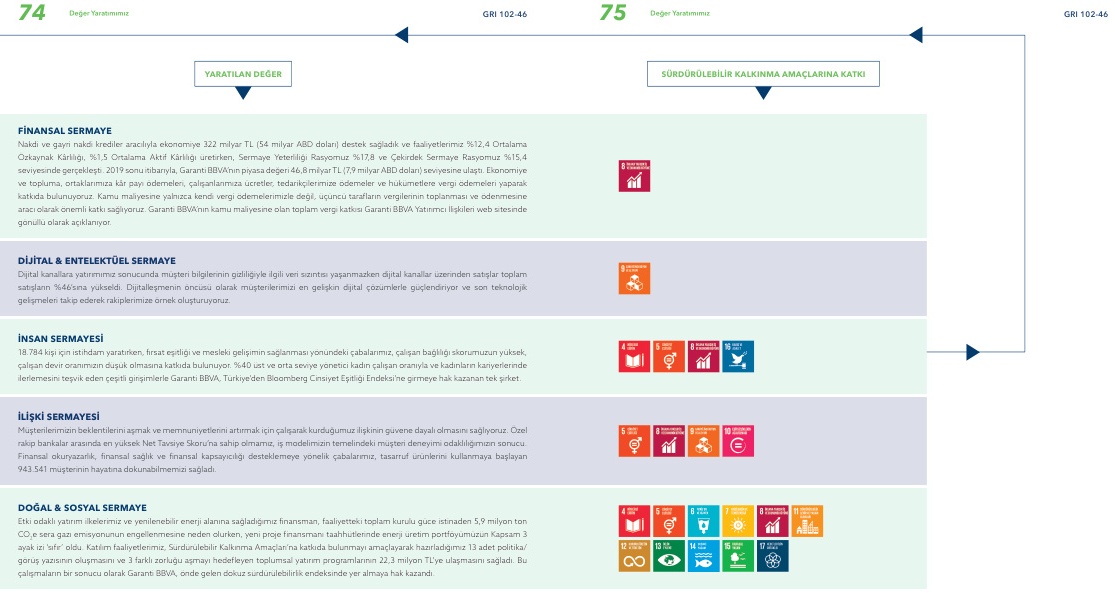 74 Değer Yaratımımız GRI 102-46
75 Değer Yaratımımız GRI 102-46
YARATILAN DEĞER
SÜRDÜRÜLEBİLİR KALKINMA AMAÇLARINA KATKI
FİNANSAL SERMAYE
Nakdi ve gayri nakdi krediler aracılıyla ekonomiye 322 milyar TL (54 milyar ABD doları) destek sağladık ve faaliyetlerimiz %12,4 Ortalama
Özkaynak Kârlılığı, %1,5 Ortalama Aktif Kârlılığı üretirken, Sermaye Yeterliliği Rasyomuz %17,8 ve Çekirdek Sermaye Rasyomuz %15,4
seviyesinde gerçekleşti. 2019 sonu itibarıyla, Garanti BBVA'nın piyasa değeri 46,8 milyar TL (7,9 milyar ABD doları) seviyesine ulaştı. Ekonomiye
ve topluma, ortaklarımıza kâr payı ödemeleri, çalışanlarımıza ücretler, tedarikçilerimize ödemeler ve hükümetlere vergi ödemeleri yaparak
katkıda bulunuyoruz. Kamu maliyesine yalnızca kendi vergi ödemelerimizle değil, üçüncü tarafların vergilerinin toplanması ve ödenmesine
aracı olarak önemli katkı sağlıyoruz. Garanti BBVA'nın kamu maliyesine olan toplam vergi katkısı Garanti BBVA Yatırımcı İlişkileri web sitesinde
gönüllü olarak açıklanıyor.
8
DİJİTAL & ENTELEKTÜEL SERMAYE
Dijital kanallara yatırımımız sonucunda müşteri bilgilerinin gizliliğiyle ilgili veri sızıntısı yaşanmazken dijital kanallar üzerinden satışlar toplam
satışların %46'sına yükseldi. Dijitalleşmenin öncüsü olarak müşterilerimizi en gelişkin dijital çözümlerle güçlendiriyor ve son teknolojik
gelişmeleri takip ederek rakiplerimize örnek oluşturuyoruz.
9
İNSAN SERMAYESİ
18.784 kişi için istihdam yaratırken, fırsat eşitliği ve mesleki gelişimin sağlanması yönündeki çabalarımız, çalışan bağlılığı skorumuzun yüksek,
çalışan devir oranımızın düşük olmasına katkıda bulunuyor. %40 üst ve orta seviye yönetici kadın çalışan oranıyla ve kadınların kariyerlerinde
ilerlemesini teşvik eden çeşitli girişimlerle Garanti BBVA, Türkiye'den Bloomberg Cinsiyet Eşitliği Endeksi'ne girmeye hak kazanan tek şirket.
4 5 8 16
İLİŞKİ SERMAYESİ
Müşterilerimizin beklentilerini aşmak ve memnuniyetlerini artırmak için çalışarak kurduğumuz ilişkinin güvene dayalı olmasını sağlıyoruz. Özel
rakip bankalar arasında en yüksek Net Tavsiye Skoru'na sahip olmamız, iş modelimizin temelindeki müşteri deneyimi odaklılığımızın sonucu.
Finansal okuryazarlık, finansal sağlık ve finansal kapsayıcılığı desteklemeye yönelik çabalarımız, tasarruf ürünlerini kullanmaya başlayan
943.541 müşterinin hayatına dokunabilmemizi sağladı.
5 8 9 10
DOĞAL & SOSYAL SERMAYE
Etki odaklı yatırım ilkelerimiz ve yenilenebilir enerji alanına sağladığımız finansman, faaliyetteki toplam kurulu güce istinaden 5,9 milyon ton
CO₂e sera gazı emisyonunun engellenmesine neden olurken, yeni proje finansmanı taahhütlerinde enerji üretim portföyümüzün Kapsam 3
ayak izi 'sıfır' oldu. Katılım faaliyetlerimiz, Sürdürülebilir Kalkınma Amaçları'na katkıda bulunmayı amaçlayarak hazırladığımız 13 adet politika/
görüş yazısının oluşmasını ve 3 farklı zorluğu aşmayı hedefleyen toplumsal yatırım programlarının 22,3 milyon TL'ye ulaşmasını sağladı. Bu
çalışmaların bir sonucu olarak Garanti BBVA, önde gelen dokuz sürdürülebilirlik endeksinde yer almaya hak kazandı.
4 5 6 7 8 11
12 13 14 15 17